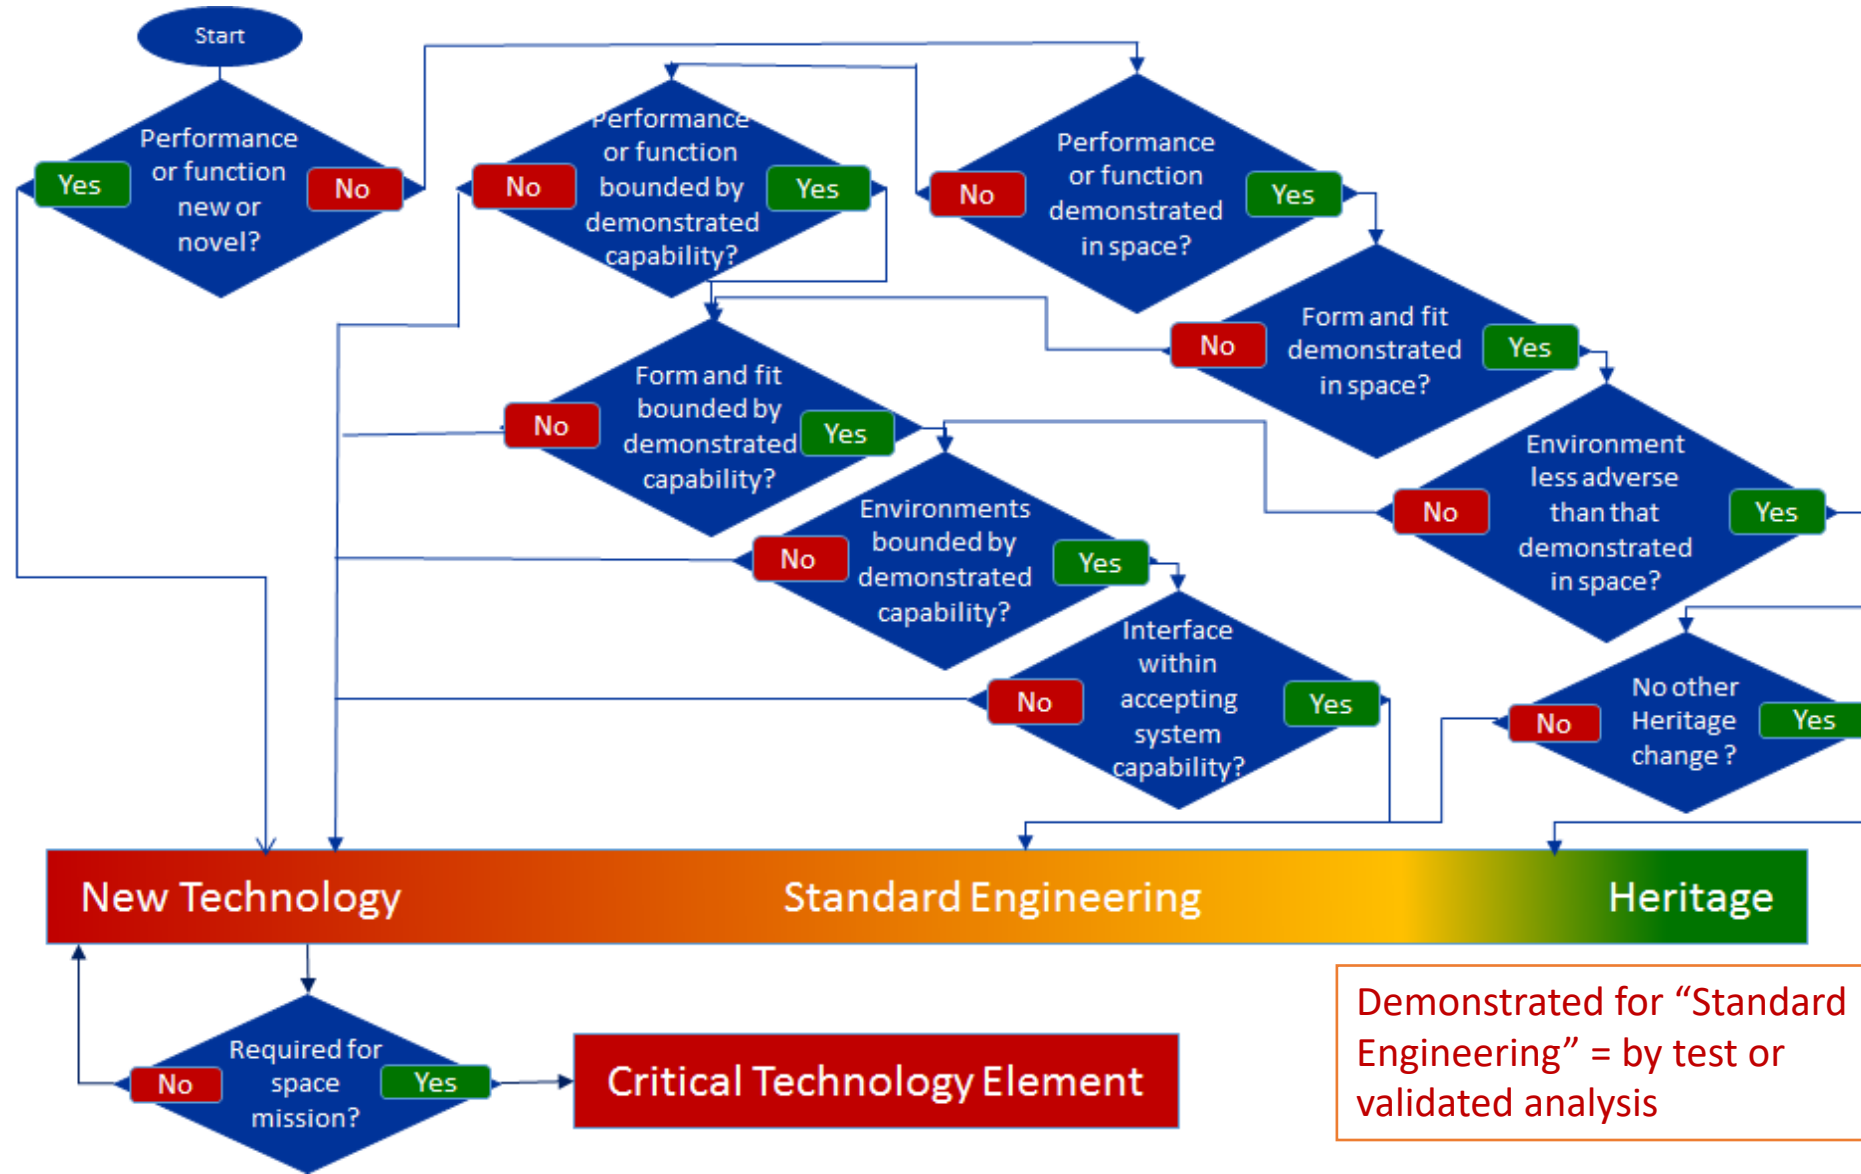 Start
Performance
or function
new or
novel?
Yes
No
Performance
or function
bounded by
demonstrated
capability?
No
Yes
Performance
or function
demonstrated
in space?
No
Yes
Form and fit
demonstrated
in space?
No
Yes
Form and fit
bounded by
demonstrated
capability?
No
Yes
Environment
less adverse
than that
demonstrated
in space?
No
Yes
Environments
bounded by
demonstrated
capability?
No
Yes
Interface
within
accepting
system
capability?
No
Yes
No other
Heritage
change ?
No
Yes
New Technology
Standard Engineering
Heritage
Required for
space
mission?
No
Yes
Critical Technology Element
Demonstrated for “Standard
Engineering” = by test or
validated analysis